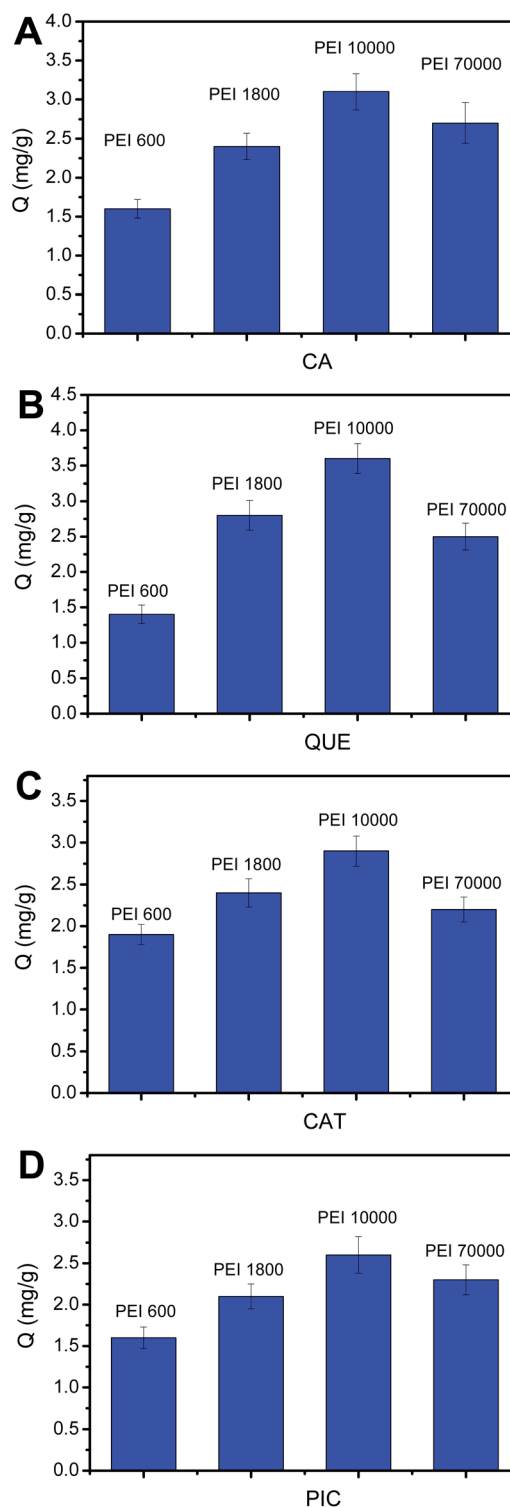 A
4.0
PEI 10000
3.5
PEI 70000
PEI 1800
3.0
2.5
PEI 600
2.0
1.5
1.0
0.5
0.0
Q (mg/g)
CA
B
4.5
PEI 10000
4.0
3.5
PEI 1800
3.0
PEI 70000
2.5
2.0
PEI 600
1.5
1.0
0.5
0.0
Q (mg/g)
QUE
C
3.5
PEI 10000
3.0
PEI 1800
2.5
PEI 70000
PEI 600
2.0
1.5
1.0
0.5
0.0
Q (mg/g)
CAT
D
3.5
PEI 10000
3.0
PEI 70000
2.5
PEI 1800
2.0
PEI 600
1.5
1.0
0.5
0.0
Q (mg/g)
PIC